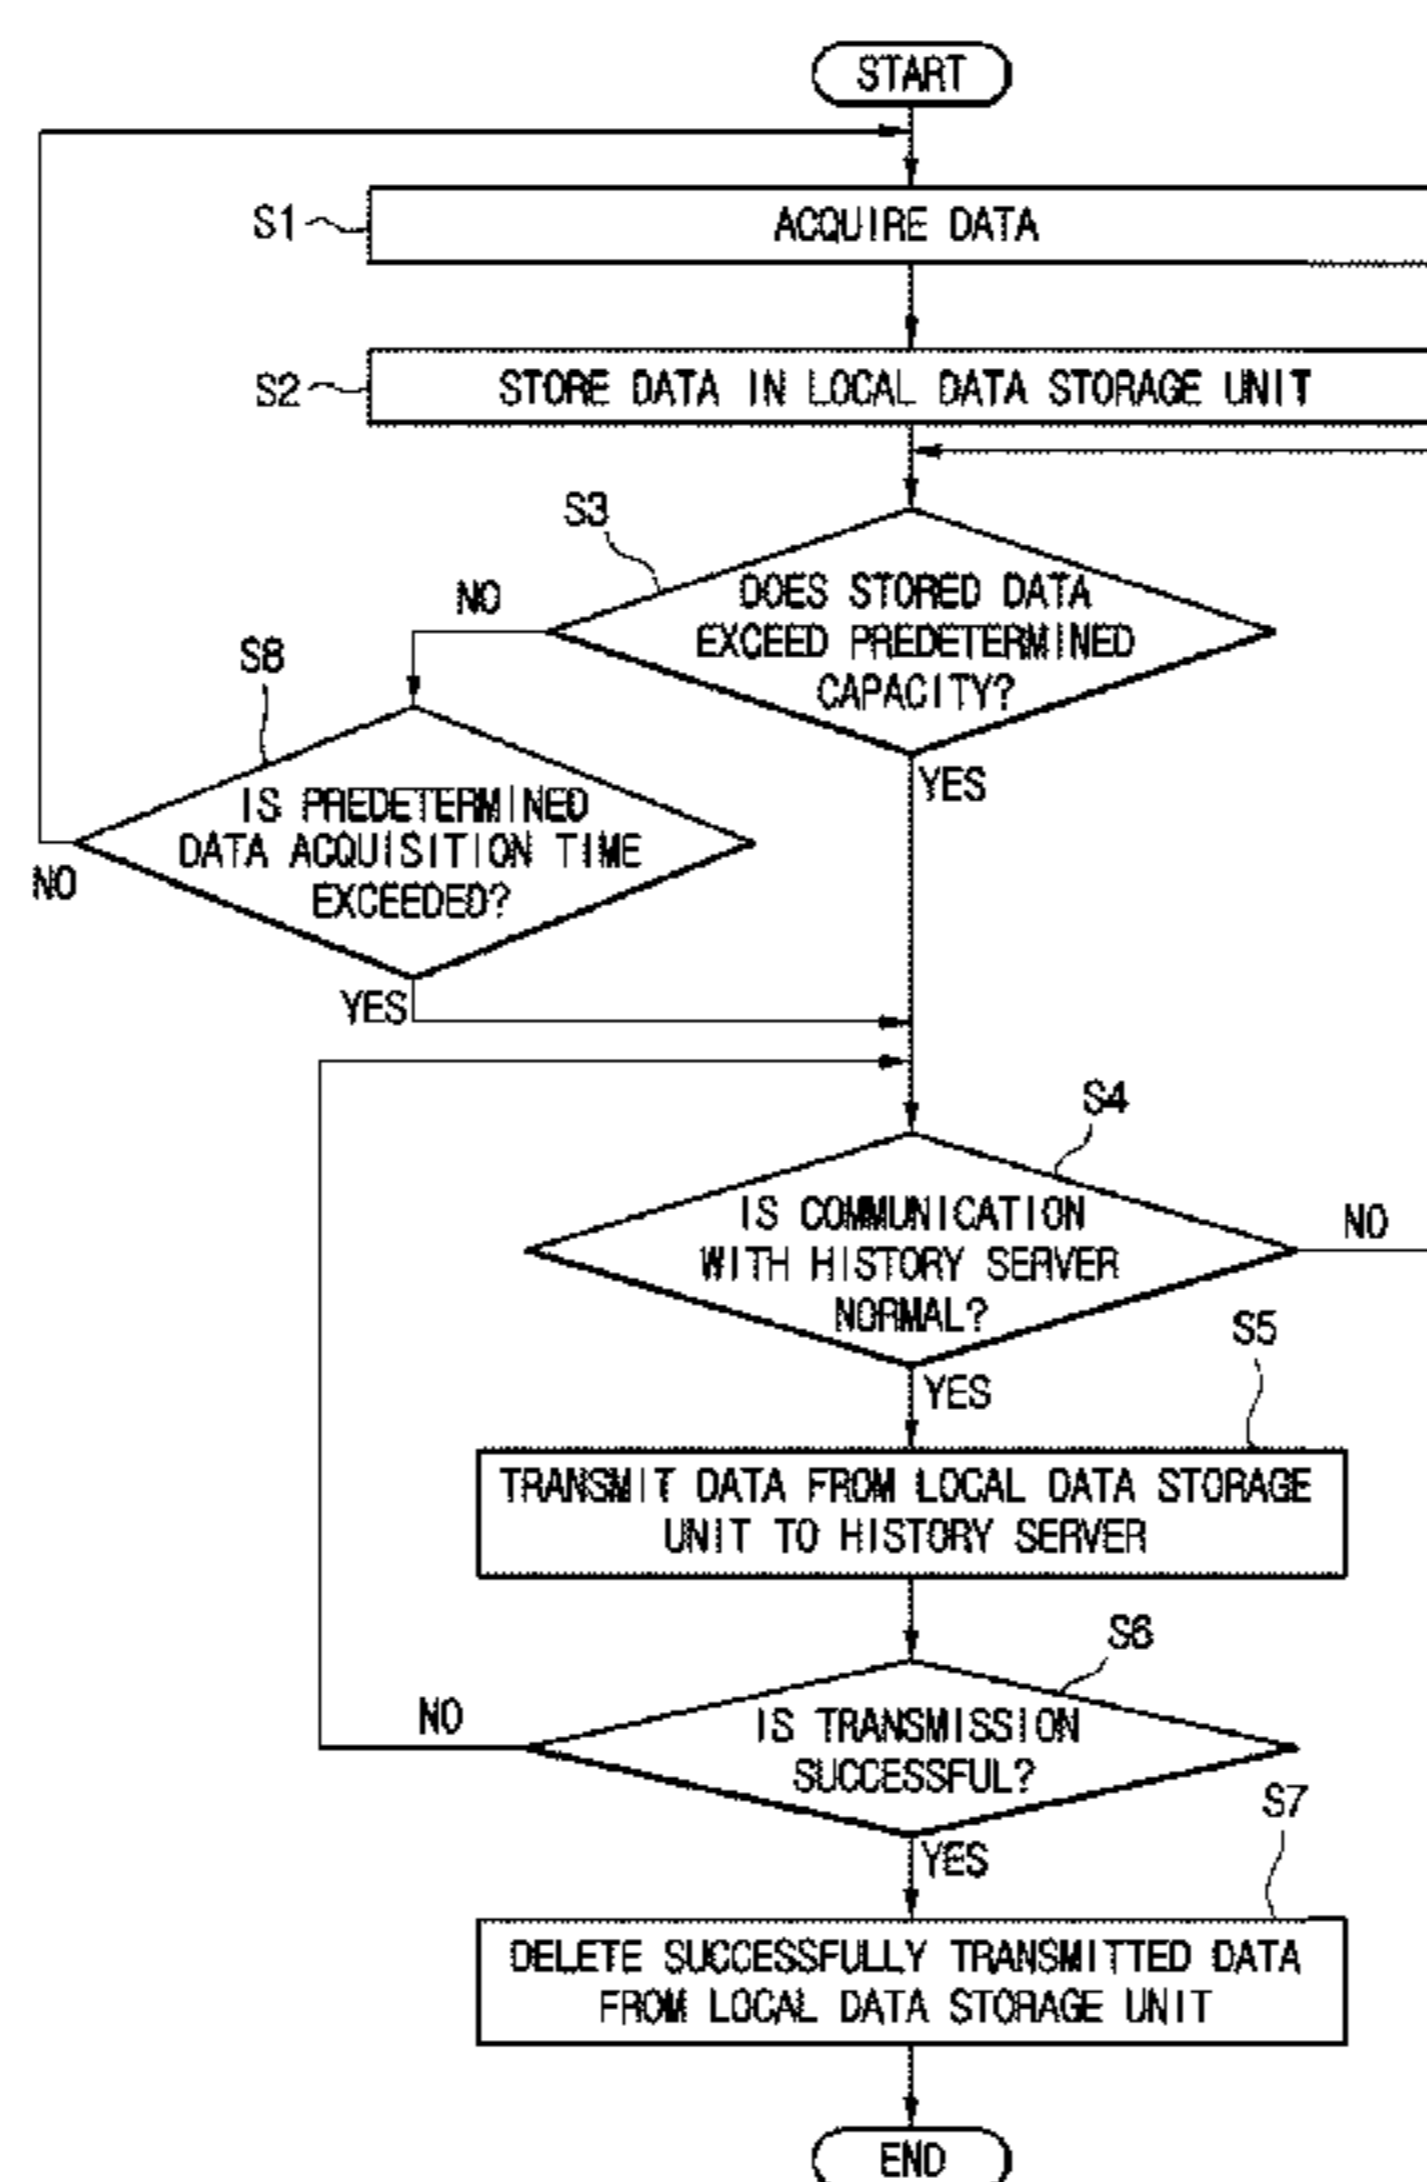 START
S1
ACQUIRE DATA
S2
STORE DATA IN LOCAL DATA STORAGE UNIT
S3
NO
DOES STORED DATA
EXCEED PREDETERMINED
CAPACITY?
YES
S8
IS PREDETERMINED
DATA ACQUISITION TIME
EXCEEDED?
NO
YES
S4
IS COMMUNICATION
WITH HISTORY SERVER
NORMAL?
NO
YES
S5
TRANSMIT DATA FROM LOCAL DATA STORAGE
UNIT TO HISTORY SERVER
S6
NO
IS TRANSMISSION
SUCCESSFUL?
YES
S7
DELETE SUCCESSFULLY TRANSMITTED DATA
FROM LOCAL DATA STORAGE UNIT
END